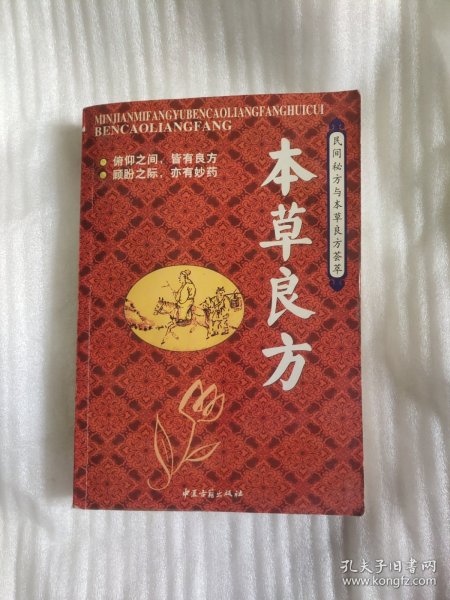 MINJIANMIFANGYUBENCAOLIANGFANGHUICUI
BENCAOLIANGFANG
俯仰之间，皆有良方
顾盼之际，亦有妙药
民间秘方与本草良方荟萃
本草良方
中医古籍出版社
孔夫子旧书网
www.kongfz.com